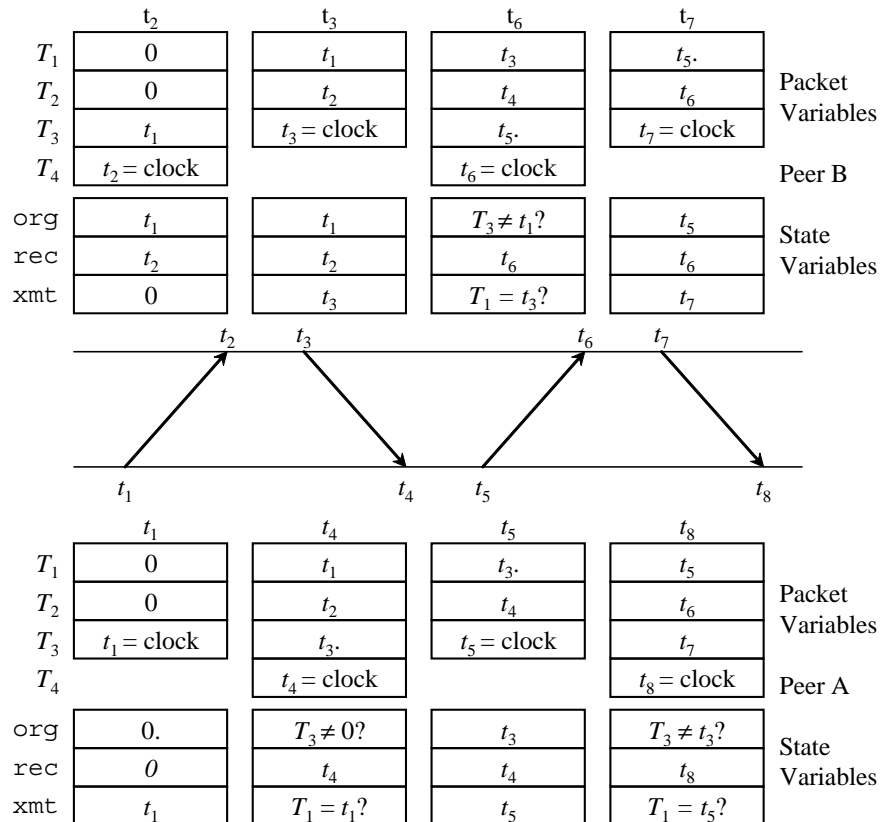 t₂ t₃ t₆ t₇
T₁ 0 t₁ t₃ t₅.
T₂ 0 t₂ t₄ t₆
Packet Variables
T₃ t₁ t₃ = clock t₅. t₇ = clock
T₄ t₂ = clock t₆ = clock Peer B
org t₁ t₁ T₃ ≠ t₁? t₅
rec t₂ t₂ t₆ t₆
State Variables
xmt 0 t₃ T₁ = t₃? t₇
t₂ t₃ t₆ t₇
t₁ t₄ t₅ t₈
t₁ t₄ t₅ t₈
T₁ 0 t₁ t₃. t₅
T₂ 0 t₂ t₄ t₆
Packet Variables
T₃ t₁ = clock t₃. t₅ = clock t₇
T₄ t₄ = clock t₈ = clock Peer A
org 0. T₃ ≠ 0? t₃ T₃ ≠ t₃?
rec 0 t₄ t₄ t₈
State Variables
xmt t₁ T₁ = t₁? t₅ T₁ = t₅?